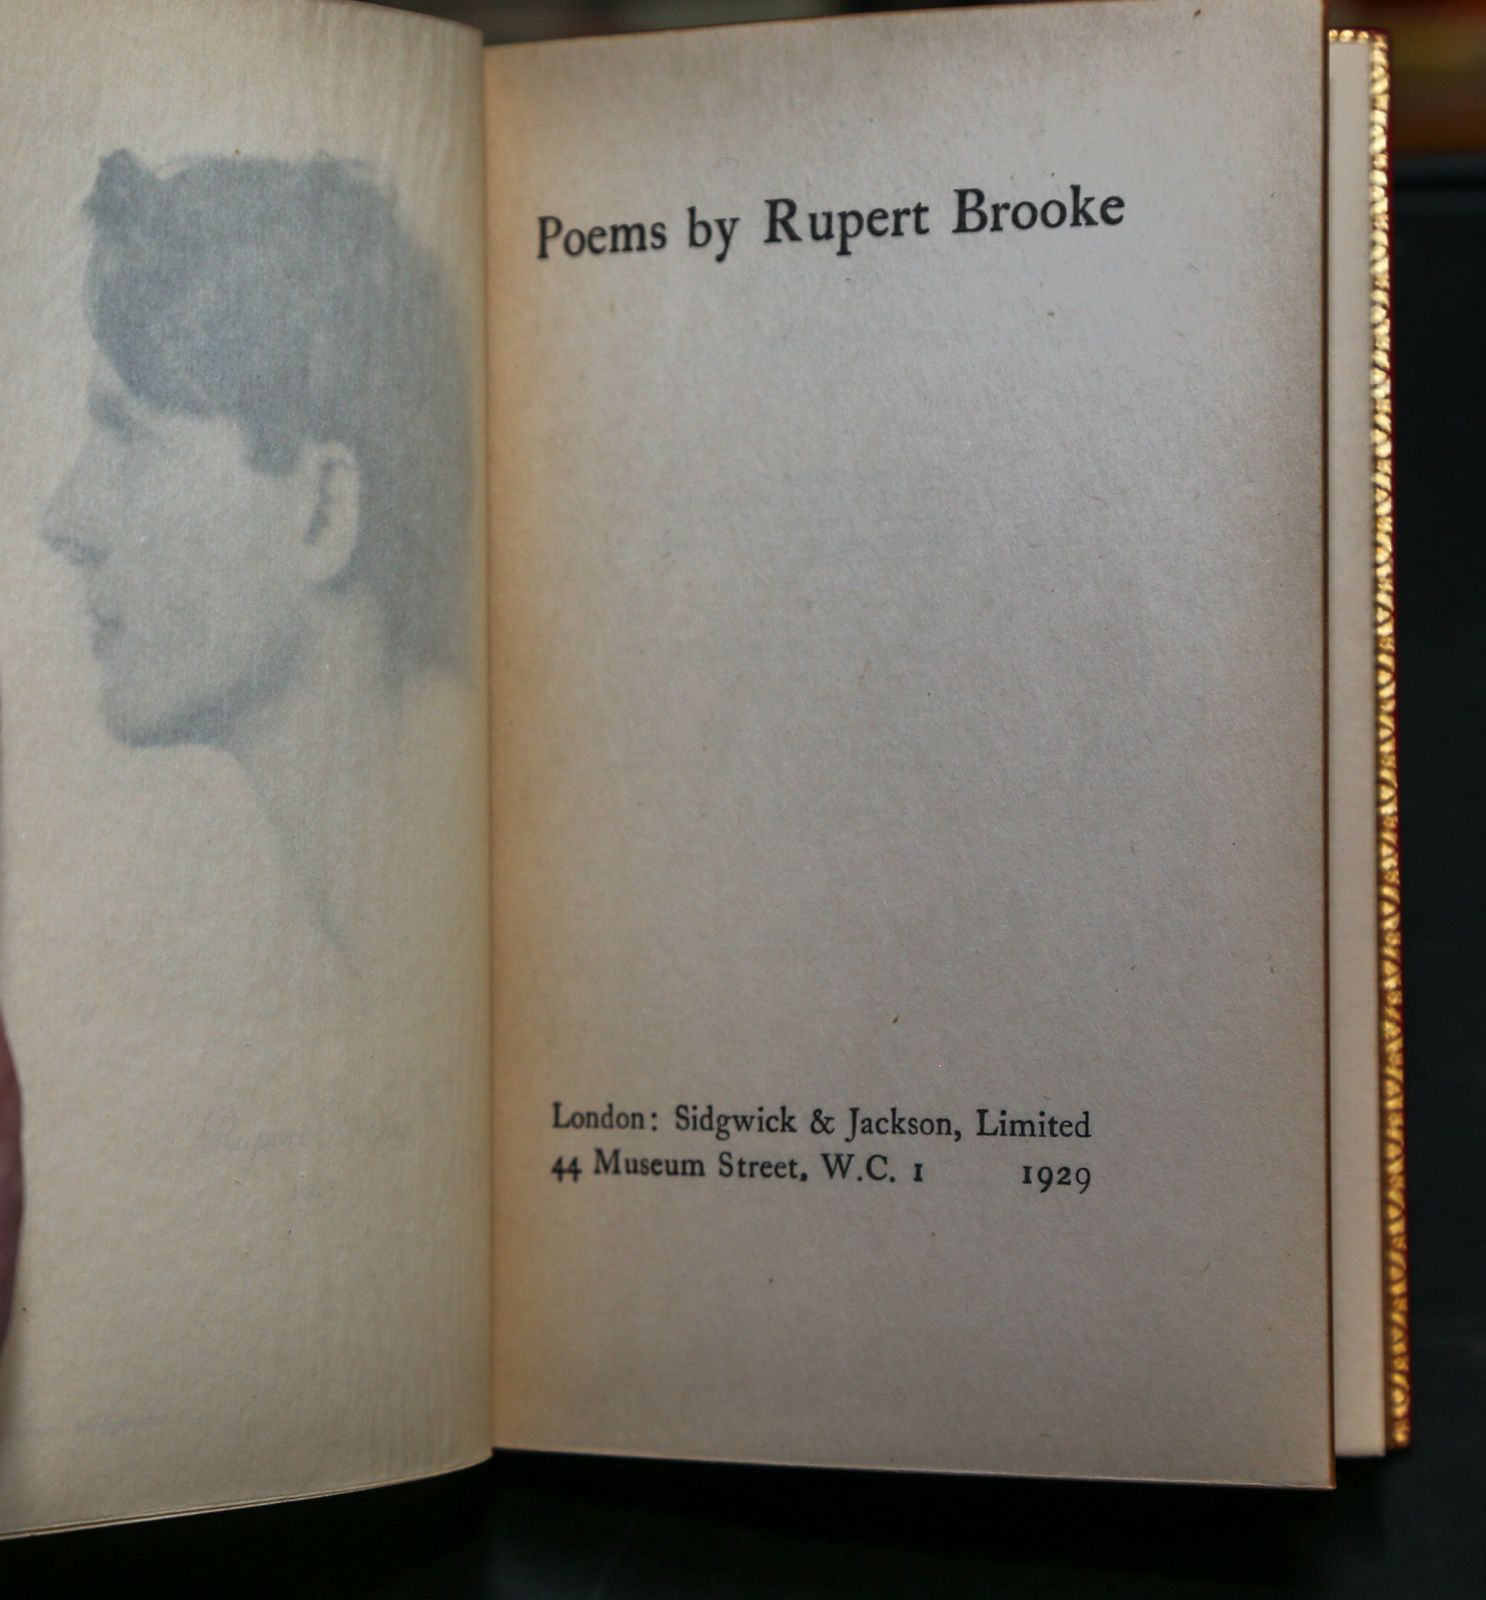 Poems by Rupert Brooke
London: Sidgwick & Jackson, Limited
44 Museum Street, W.C. 1 1929